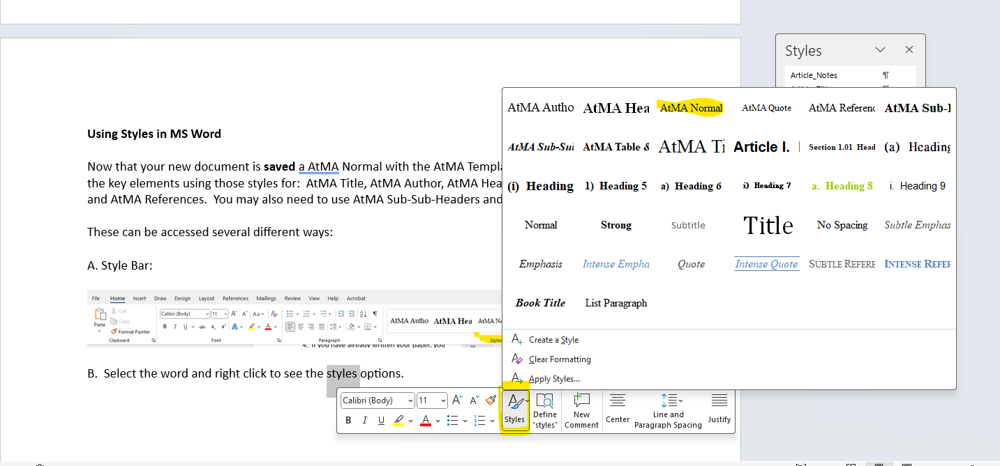 Styles
Article_Notes ¶
Using Styles in MS Word
Now that your new document is saved a AtMA Normal with the AtMA Templa
the key elements using those styles for: AtMA Title, AtMA Author, AtMA Hea
and AtMA References. You may also need to use AtMA Sub-Sub-Headers and
These can be accessed several different ways:
A. Style Bar:
File Home Insert Draw Design Layout References Mailings Review View Help Acrobat
Paste Cut Calibri (Body) 11 A A Aa A ¶
Copy B I U ab x x A A AtMA Autho AtMA Hea AtMA No
Format Painter
Clipboard Font Paragraph Styles
4. If you have already written your paper, you
B. Select the word and right click to see the styles options.
AtMA Autho AtMA Hea AtMA Normal AtMA Quote AtMA Referenc AtMA Sub-H
AtMA Sub-Sul AtMA Table & AtMA Ti Article I. Section 1.01 Head (a) Heading
(i) Heading 1) Heading 5 a) Heading 6 i) Heading 7 a. Heading 8 i. Heading 9
Normal Strong Subtitle Title No Spacing Subtle Emphas
Emphasis Intense Empha Quote Intense Quote SUBTLE REFERE INTENSE REFER
Book Title List Paragraph
Create a Style
Clear Formatting
Apply Styles...
Calibri (Body) 11 A A
B I U A
Styles
Define
"styles"
New
Comment
Center
Line and
Paragraph Spacing
Justify